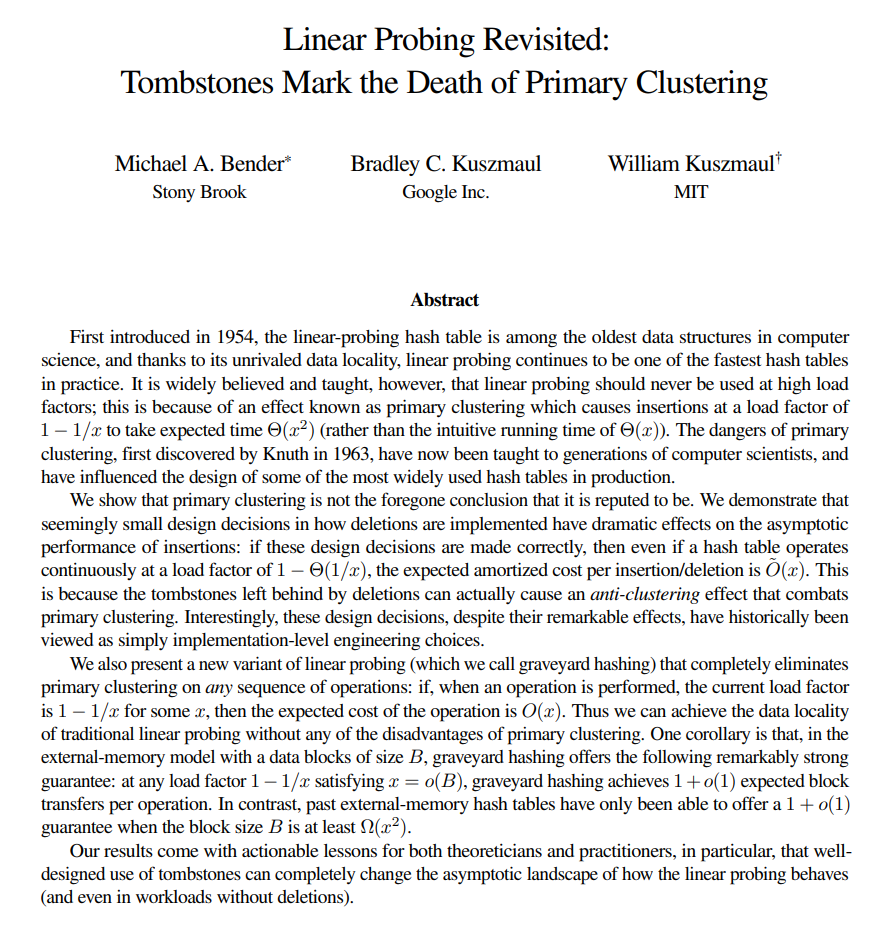 Linear Probing Revisited:
Tombstones Mark the Death of Primary Clustering
Michael A. Bender* Bradley C. Kuszmaul William Kuszmaul†
Stony Brook Google Inc. MIT
Abstract
First introduced in 1954, the linear-probing hash table is among the oldest data structures in computer
science, and thanks to its unrivaled data locality, linear probing continues to be one of the fastest hash tables
in practice. It is widely believed and taught, however, that linear probing should never be used at high load
factors; this is because of an effect known as primary clustering which causes insertions at a load factor of
1 − 1/x to take expected time Θ(x²) (rather than the intuitive running time of Θ(x)). The dangers of primary
clustering, first discovered by Knuth in 1963, have now been taught to generations of computer scientists, and
have influenced the design of some of the most widely used hash tables in production.
We show that primary clustering is not the foregone conclusion that it is reputed to be. We demonstrate that
seemingly small design decisions in how deletions are implemented have dramatic effects on the asymptotic
performance of insertions: if these design decisions are made correctly, then even if a hash table operates
continuously at a load factor of 1 − Θ(1/x), the expected amortized cost per insertion/deletion is Õ(x). This
is because the tombstones left behind by deletions can actually cause an anti-clustering effect that combats
primary clustering. Interestingly, these design decisions, despite their remarkable effects, have historically been
viewed as simply implementation-level engineering choices.
We also present a new variant of linear probing (which we call graveyard hashing) that completely eliminates
primary clustering on any sequence of operations: if, when an operation is performed, the current load factor
is 1 − 1/x for some x, then the expected cost of the operation is O(x). Thus we can achieve the data locality
of traditional linear probing without any of the disadvantages of primary clustering. One corollary is that, in the
external-memory model with a data blocks of size B, graveyard hashing offers the following remarkably strong
guarantee: at any load factor 1 − 1/x satisfying x = o(B), graveyard hashing achieves 1 + o(1) expected block
transfers per operation. In contrast, past external-memory hash tables have only been able to offer a 1 + o(1)
guarantee when the block size B is at least Ω(x²).
Our results come with actionable lessons for both theoreticians and practitioners, in particular, that well-
designed use of tombstones can completely change the asymptotic landscape of how the linear probing behaves
(and even in workloads without deletions).